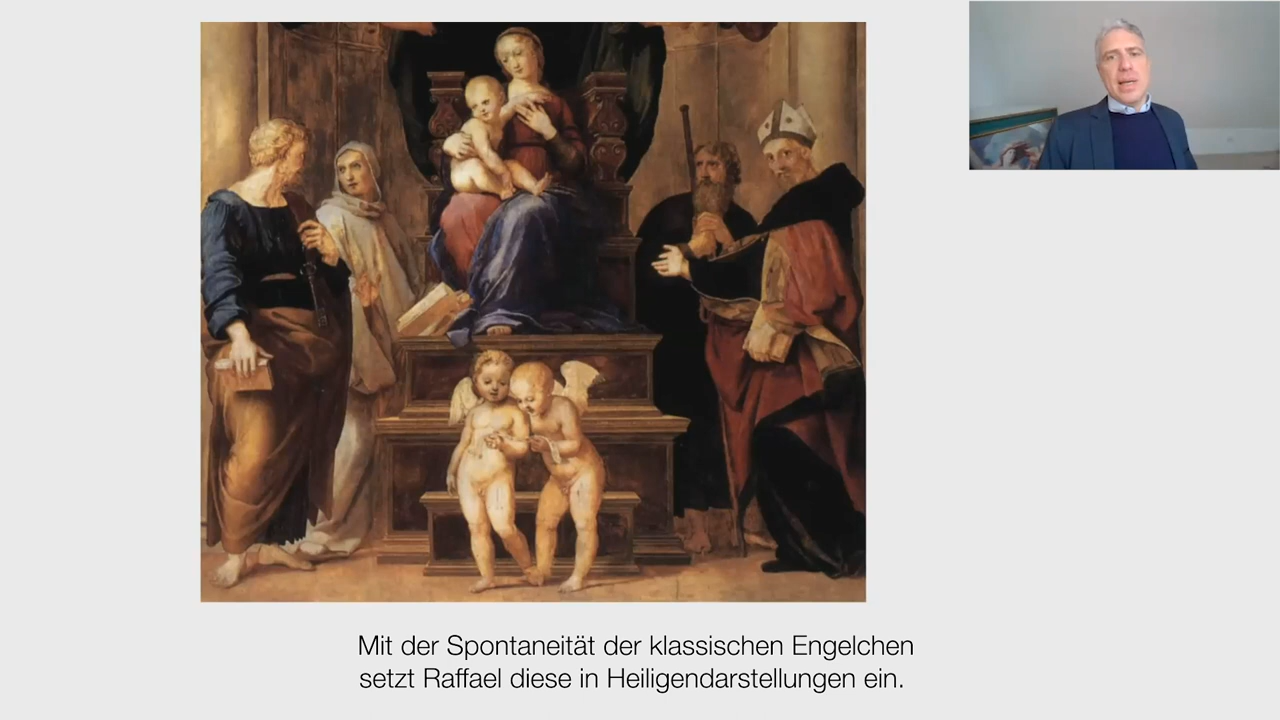 Mit der Spontaneität der klassischen Engelchen
setzt Raffael diese in Heiligendarstellungen ein.